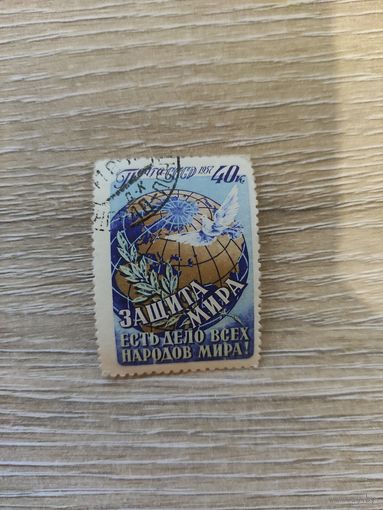 Почта СССР 1957 40к
ЗАЩИТА
МИРА
ЕСТЬ ДЕЛО ВСЕХ
НАРОДОВ МИРА!